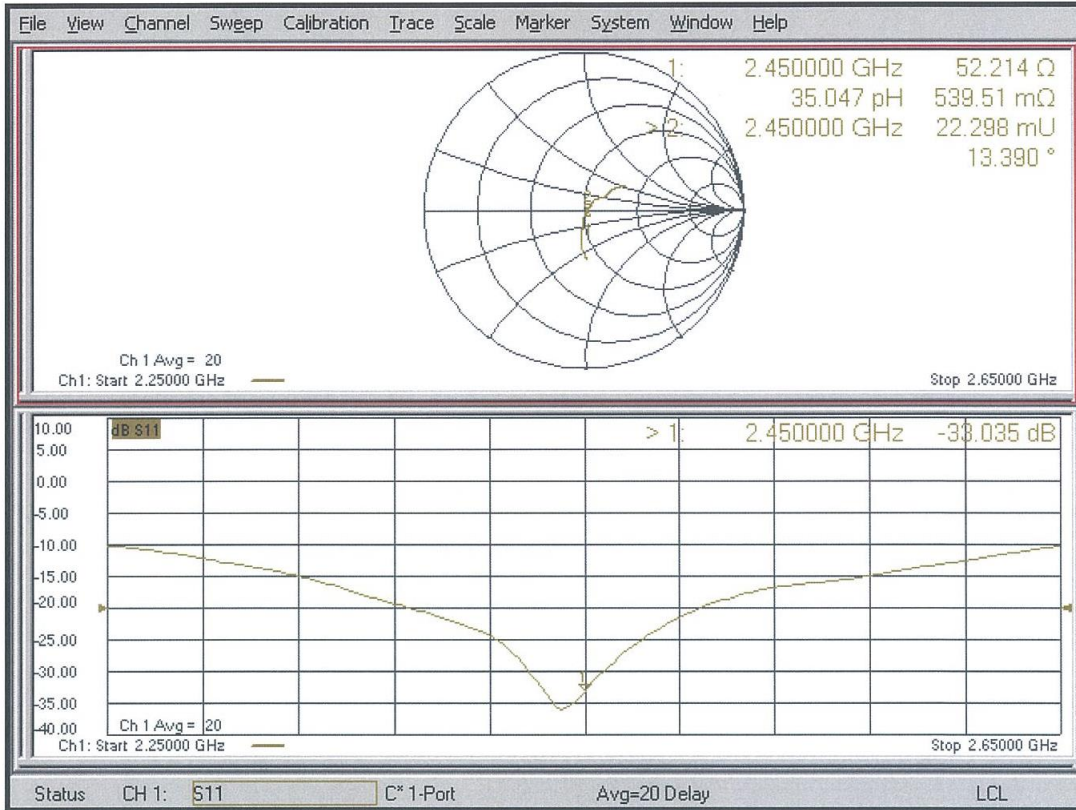 File View Channel Sweep Calibration Trace Scale Marker System Window Help
1: 2.450000 GHz 52.214 Ω
35.047 pH 539.51 mΩ
> 2: 2.450000 GHz 22.298 mU
13.390 °
Ch 1 Avg = 20
Ch1: Start 2.25000 GHz
Stop 2.65000 GHz
10.00
dB S11
> 1: 2.450000 GHz -33.035 dB
5.00
0.00
-5.00
-10.00
-15.00
-20.00
-25.00
-30.00
1
-35.00
-40.00
Ch 1 Avg = 20
Ch1: Start 2.25000 GHz
Stop 2.65000 GHz
Status CH 1: S11 C* 1-Port Avg=20 Delay LCL